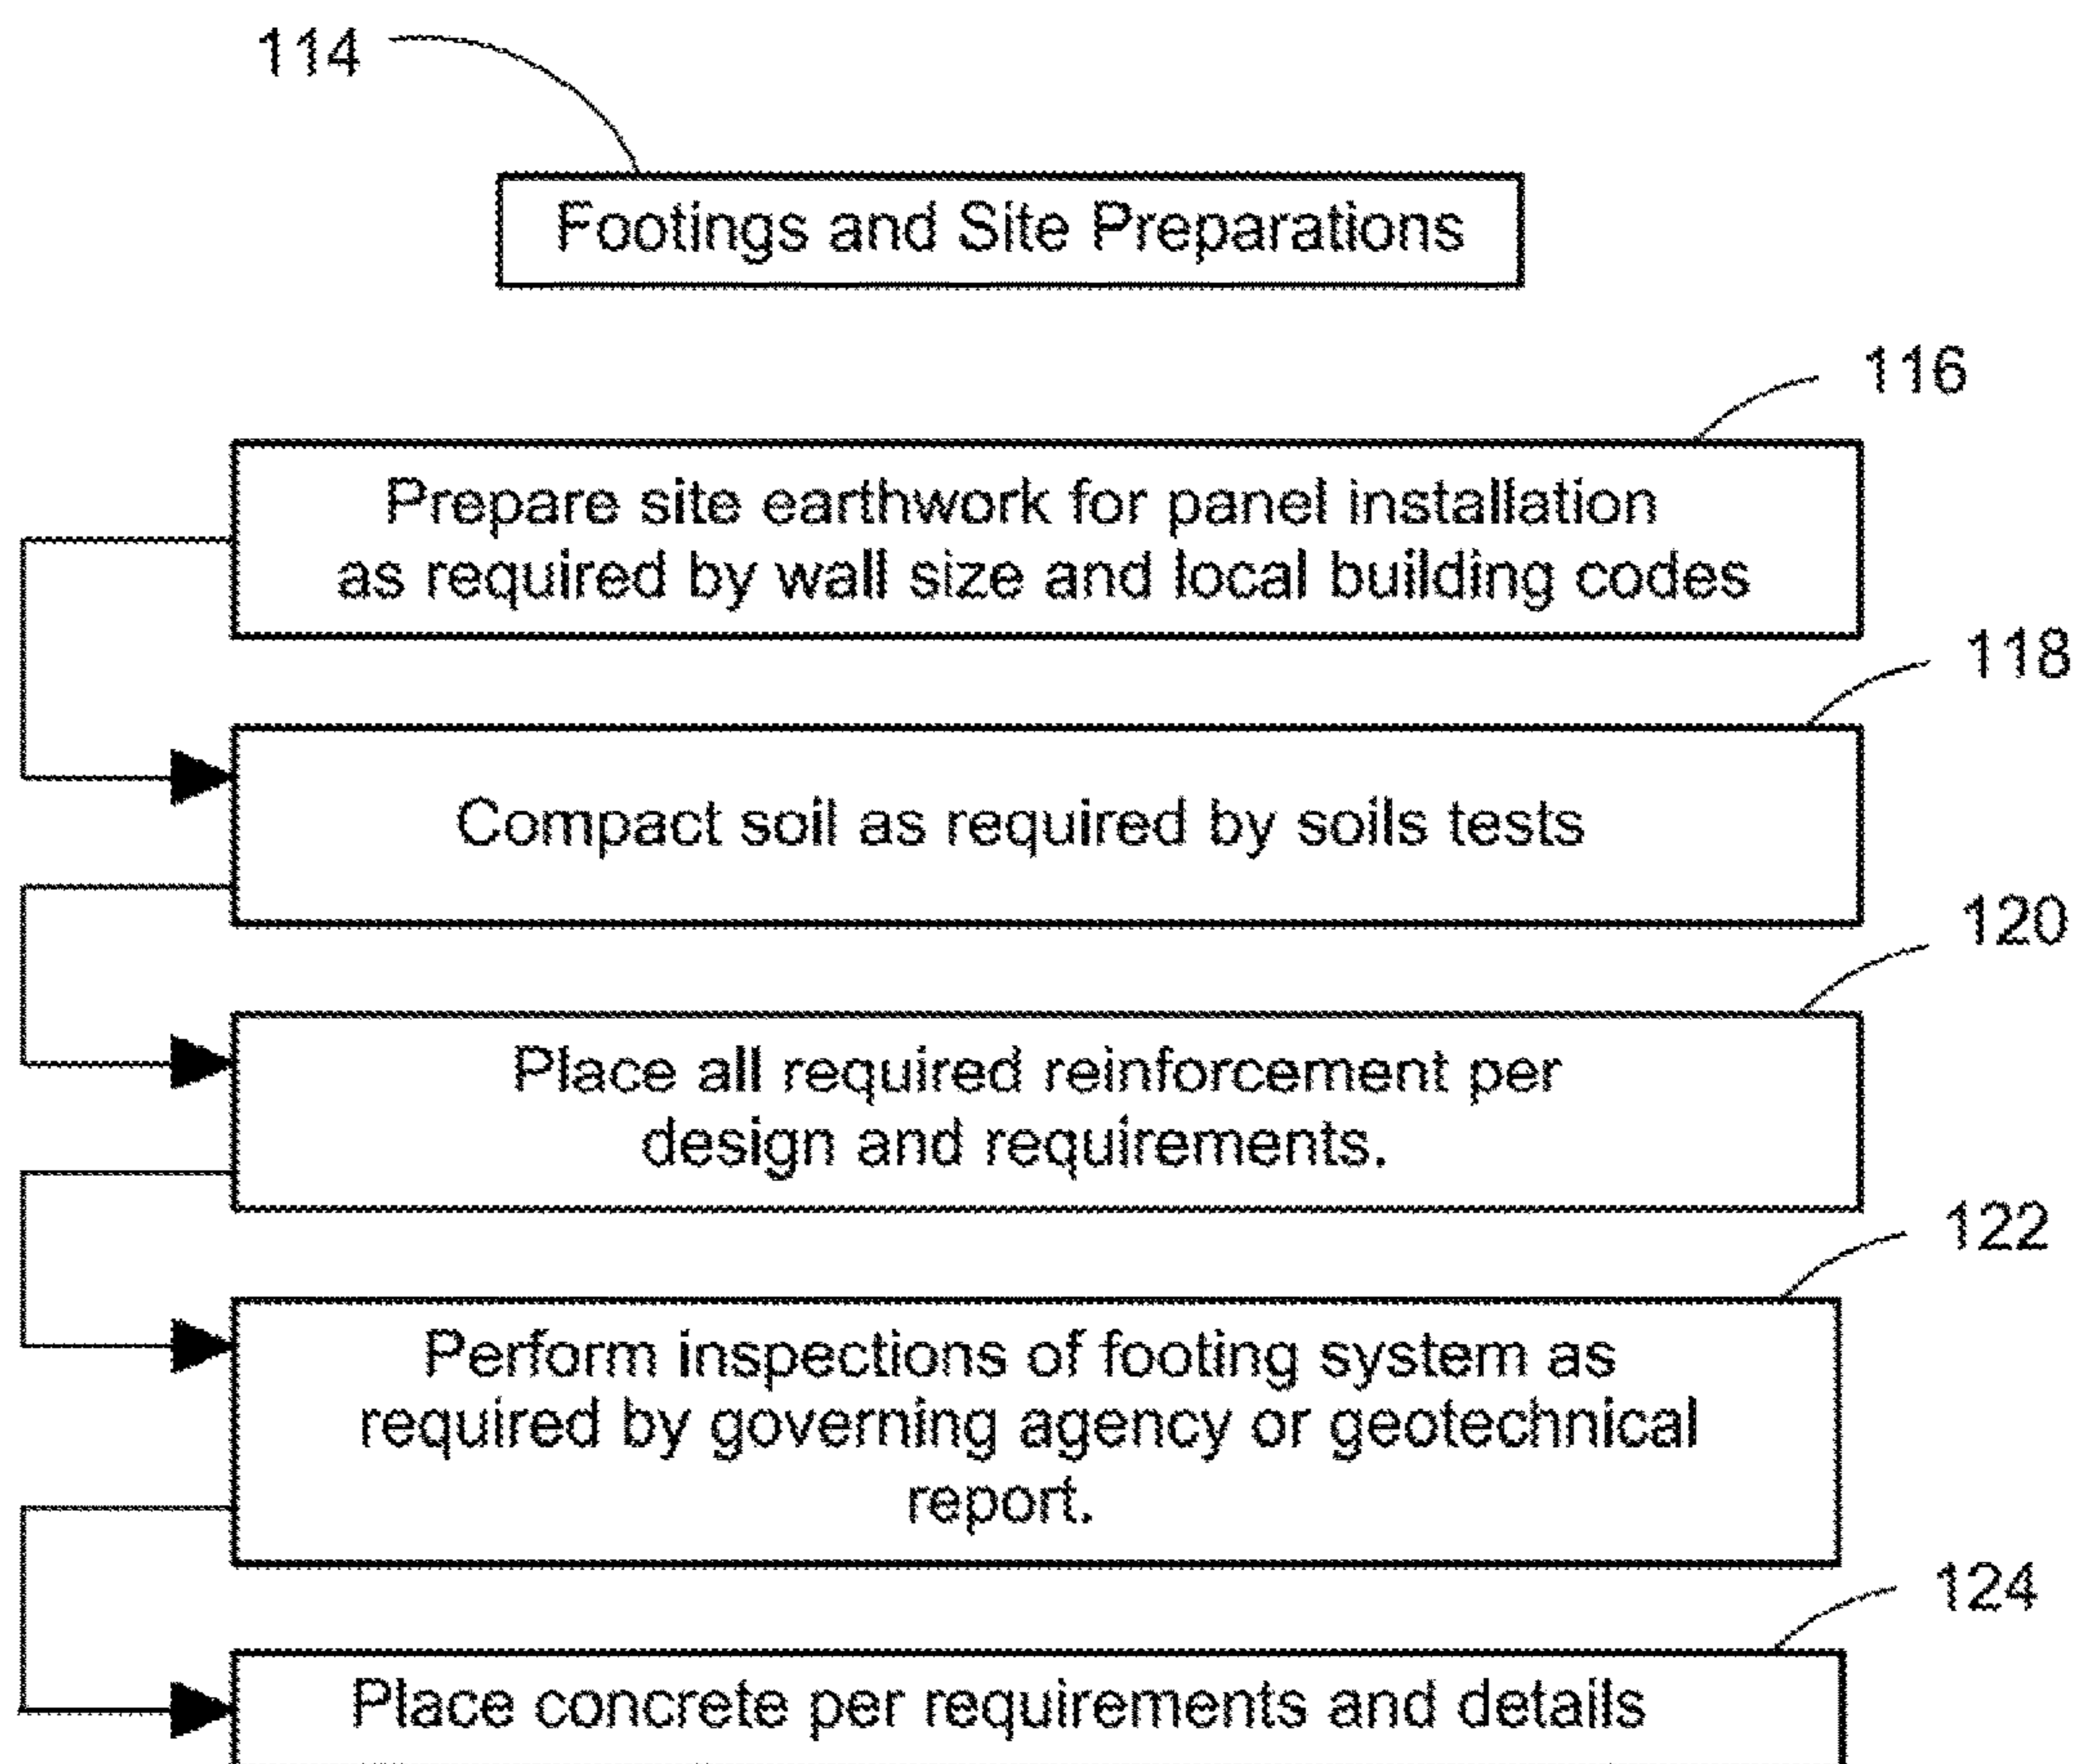 114
Footings and Site Preparations
116
Prepare site earthwork for panel installation
as required by wall size and local building codes
118
Compact soil as required by soils tests
120
Place all required reinforcement per
design and requirements.
122
Perform inspections of footing system as
required by governing agency or geotechnical
report.
124
Place concrete per requirements and details